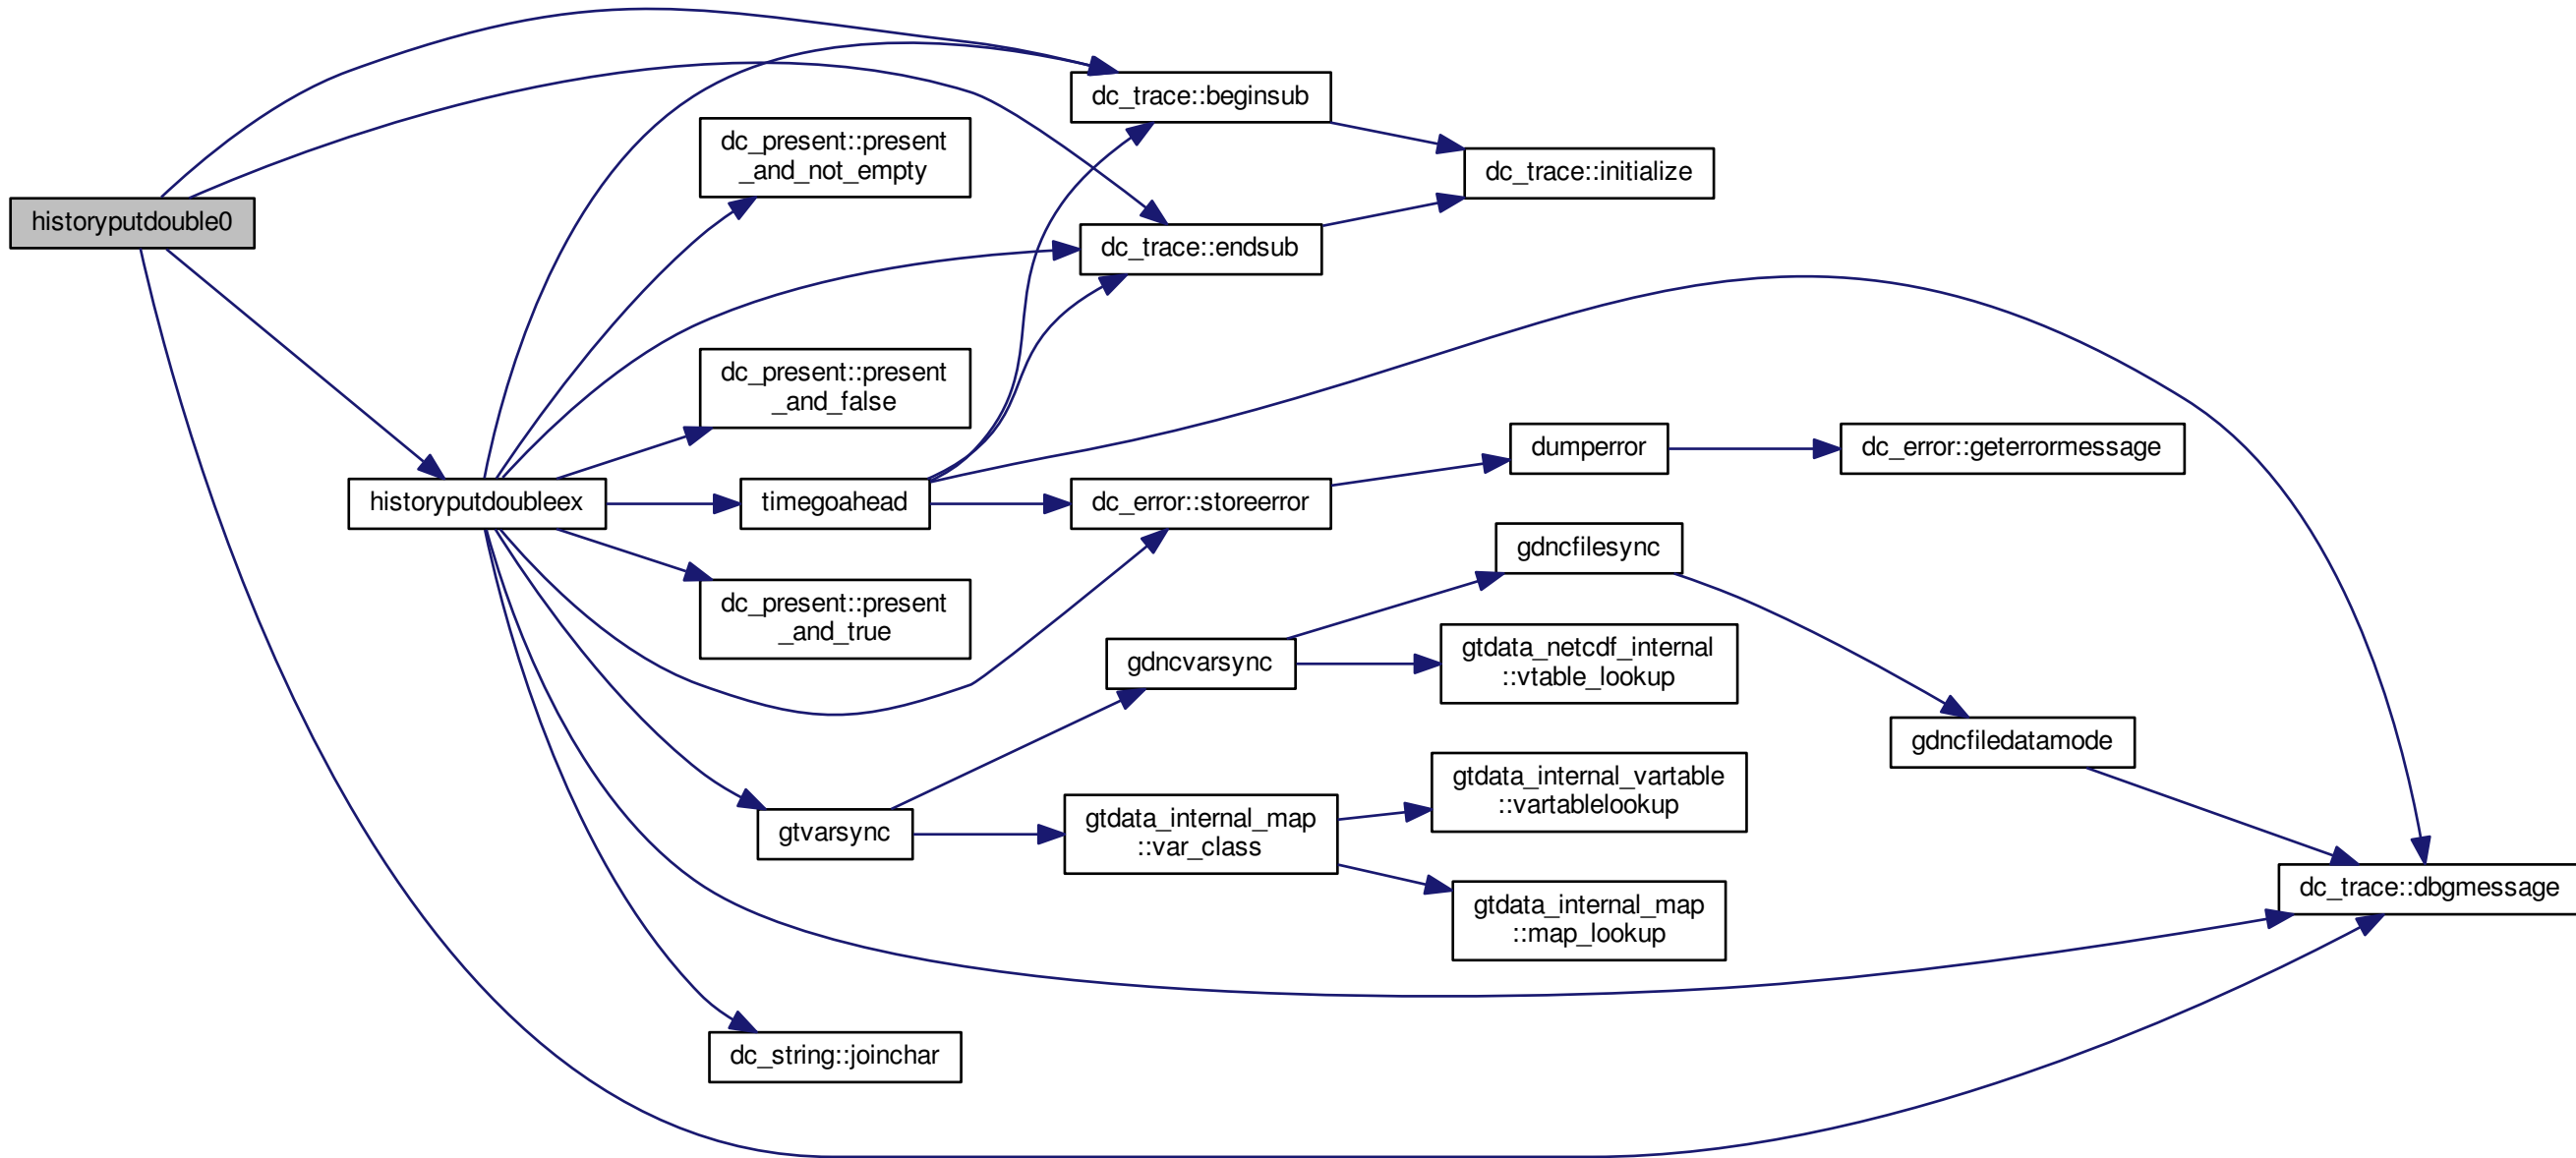 historyputdouble0
historyputdoubleex
dc_present::present
_and_not_empty
dc_present::present
_and_false
timegoahead
dc_present::present
_and_true
gtvarsync
dc_string::joinchar
dc_trace::beginsub
dc_trace::endsub
dc_error::storeerror
gdncvarsync
gtdata_internal_map
::var_class
dc_trace::initialize
dumperror
gdncfilesync
gtdata_netcdf_internal
::vtable_lookup
gtdata_internal_vartable
::vartablelookup
gtdata_internal_map
::map_lookup
dc_error::geterrormessage
gdncfiledatamode
dc_trace::dbgmessage